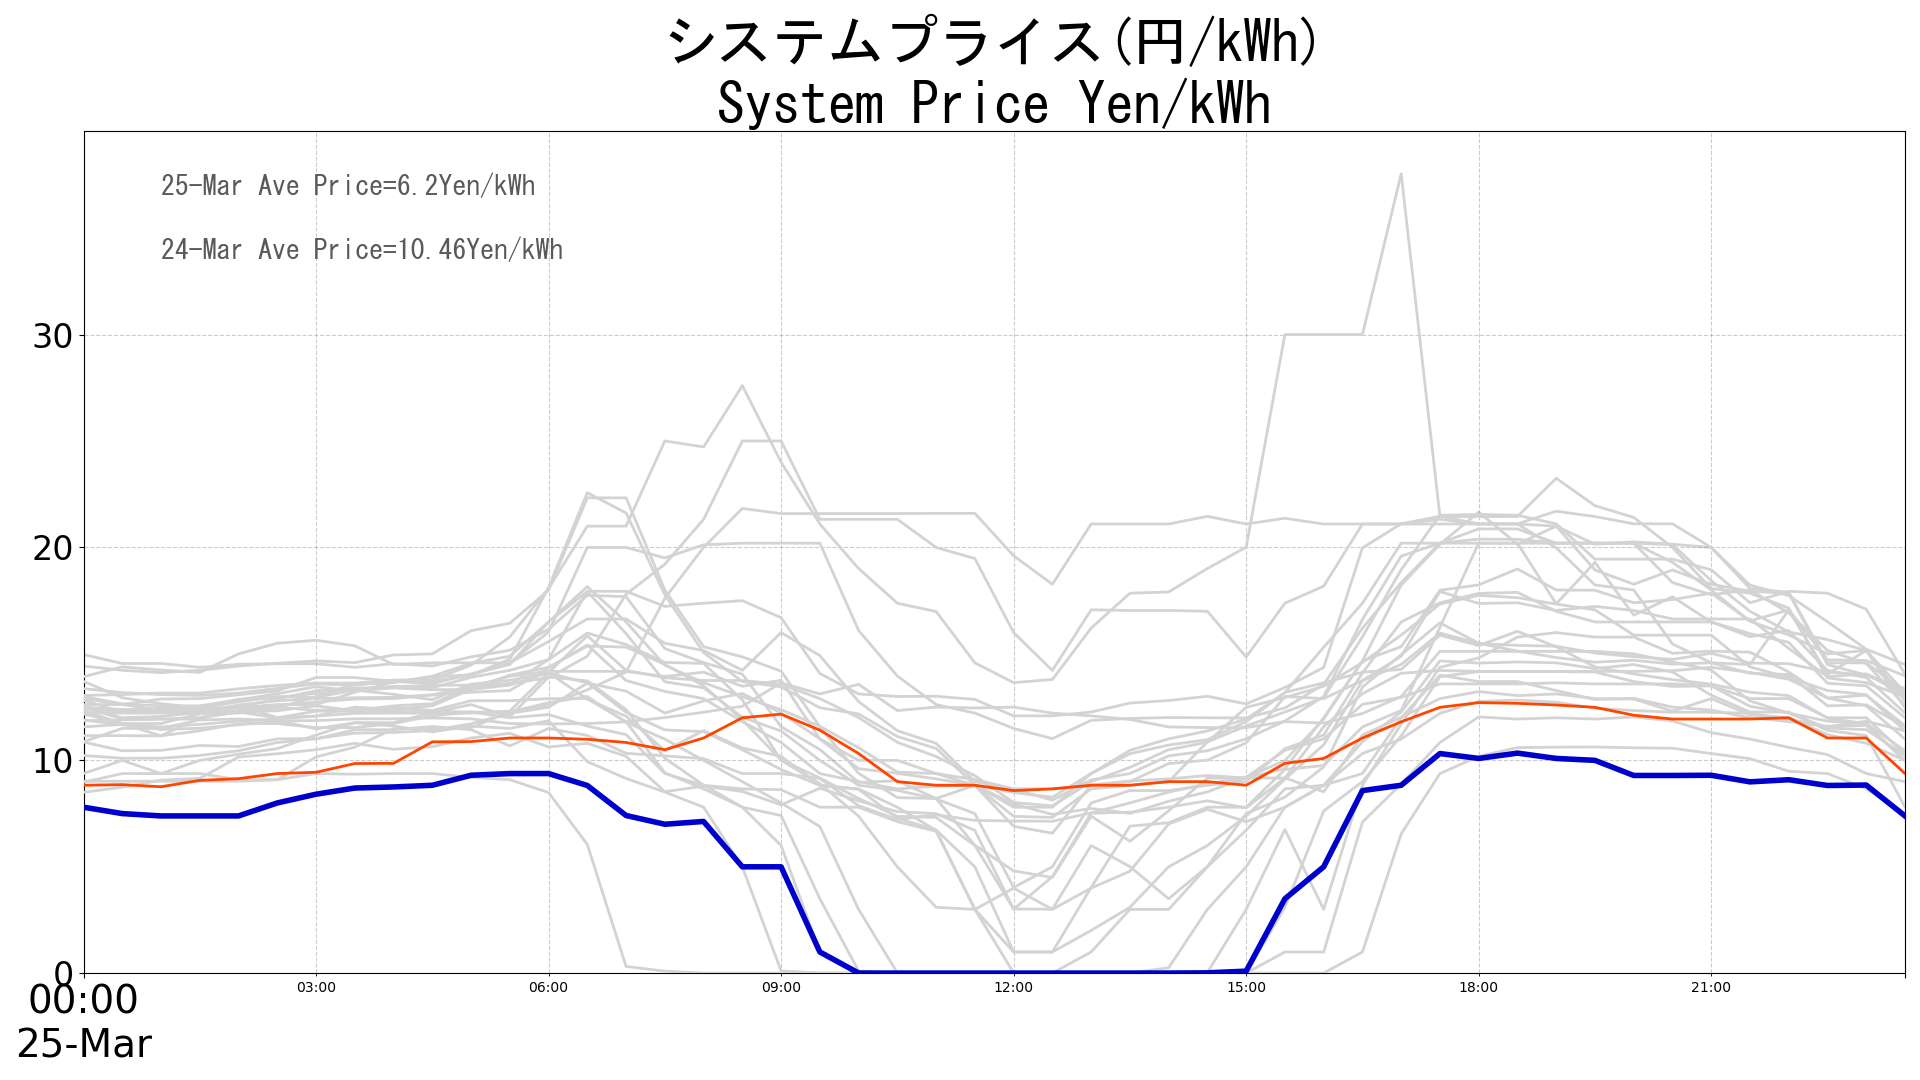 システムプライス(円/kWh)
System Price Yen/kWh
25-Mar Ave Price=6.2Yen/kWh
24-Mar Ave Price=10.46Yen/kWh
30
20
10
0
00:00 03:00 06:00 09:00 12:00 15:00 18:00 21:00
25-Mar